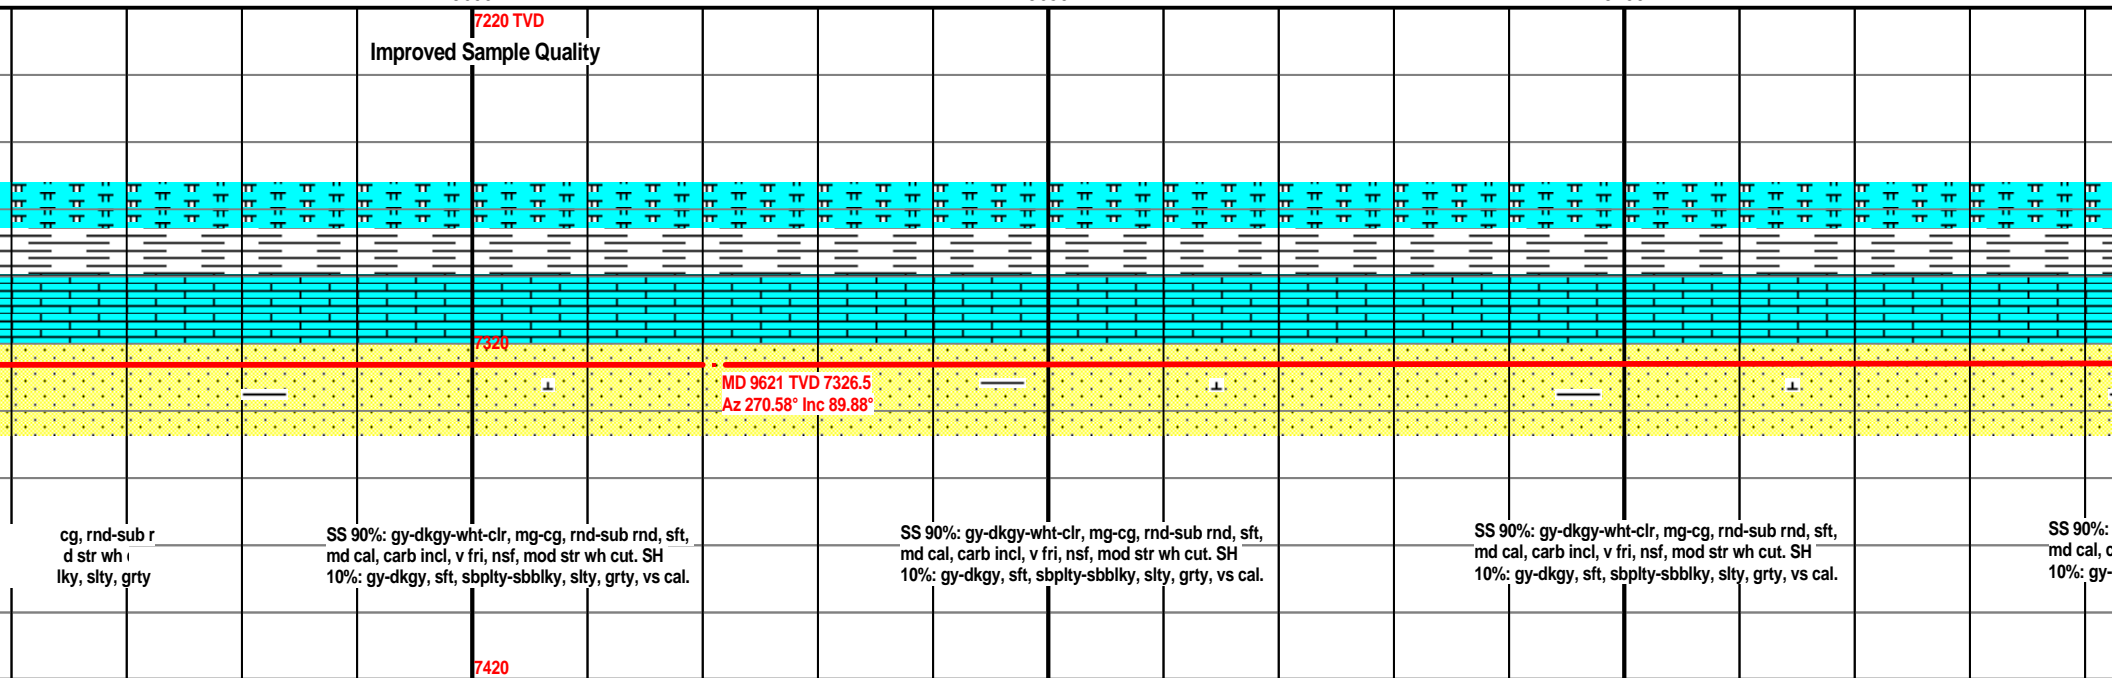 7220 TVD
Improved Sample Quality
7320
MD 9621 TVD 7326.5
Az 270.58° Inc 89.88°
cg, rnd-sub r
d str wh
lky, slty, grty
SS 90%: gy-dkgy-wht-clr, mg-cg, rnd-sub rnd, sft,
md cal, carb incl, v fri, nsf, mod str wh cut. SH
10%: gy-dkgy, sft, sbplty-sbblky, slty, grty, vs cal.
SS 90%: gy-dkgy-wht-clr, mg-cg, rnd-sub rnd, sft,
md cal, carb incl, v fri, nsf, mod str wh cut. SH
10%: gy-dkgy, sft, sbplty-sbblky, slty, grty, vs cal.
SS 90%: gy-dkgy-wht-clr, mg-cg, rnd-sub rnd, sft,
md cal, carb incl, v fri, nsf, mod str wh cut. SH
10%: gy-dkgy, sft, sbplty-sbblky, slty, grty, vs cal.
SS 90%:
md cal, c
10%: gy-
7420